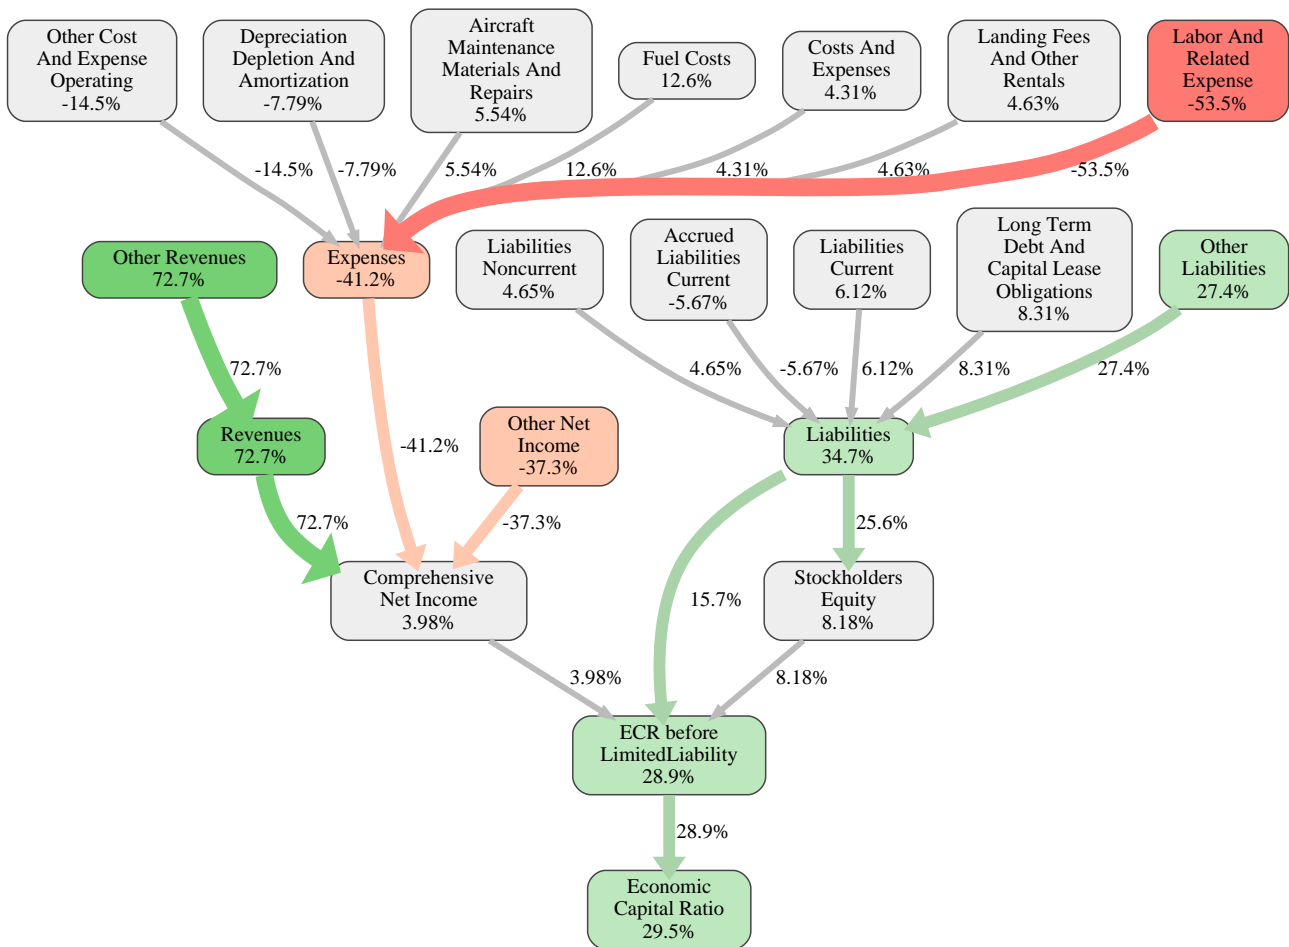 Other Cost
And Expense
Operating
-14.5%
Depreciation
Depletion And
Amortization
-7.79%
Aircraft
Maintenance
Materials And
Repairs
5.54%
Fuel Costs
12.6%
Costs And
Expenses
4.31%
Landing Fees
And Other
Rentals
4.63%
Labor And
Related
Expense
-53.5%
-14.5%
-7.79%
5.54%
12.6%
4.31%
4.63%
-53.5%
Other Revenues
72.7%
Expenses
-41.2%
Liabilities
Noncurrent
4.65%
Accrued
Liabilities
Current
-5.67%
Liabilities
Current
6.12%
Long Term
Debt And
Capital Lease
Obligations
8.31%
Other
Liabilities
27.4%
72.7%
4.65%
-5.67%
6.12%
8.31%
27.4%
Revenues
72.7%
-41.2%
Other Net
Income
-37.3%
Liabilities
34.7%
72.7%
-37.3%
25.6%
Comprehensive
Net Income
3.98%
15.7%
Stockholders
Equity
8.18%
3.98%
8.18%
ECR before
LimitedLiability
28.9%
28.9%
Economic
Capital Ratio
29.5%